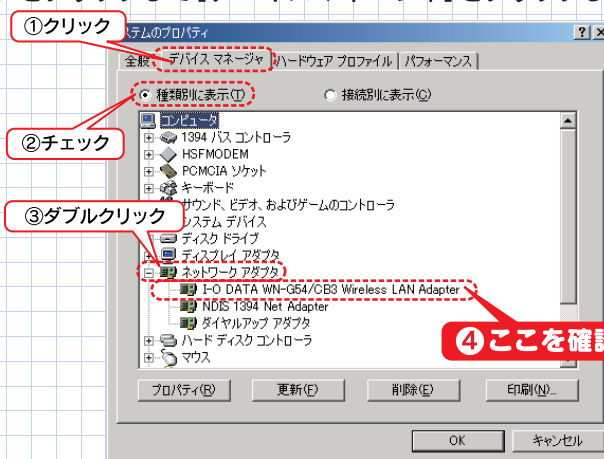 ①クリック
ステムのプロパティ
全般
デバイス マネージャ
ハードウェア プロファイル
パフォーマンス
種類別に表示(T)
接続別に表示(C)
②チェック
コンピュータ
1394 バス コントローラ
HSFMODEM
PCMCIA ソケット
キーボード
サウンド、ビデオ、およびゲームのコントローラ
③ダブルクリック
システム デバイス
ディスク ドライブ
ディスプレイ アダプタ
ネットワーク アダプタ
I-O DATA WN-G54/CB3 Wireless LAN Adapter
NDIS 1394 Net Adapter
ダイヤルアップ アダプタ
④ここを確認
ハード ディスク コントローラ
マウス
プロパティ(R)
更新(F)
削除(E)
印刷(N)...
OK
キャンセル